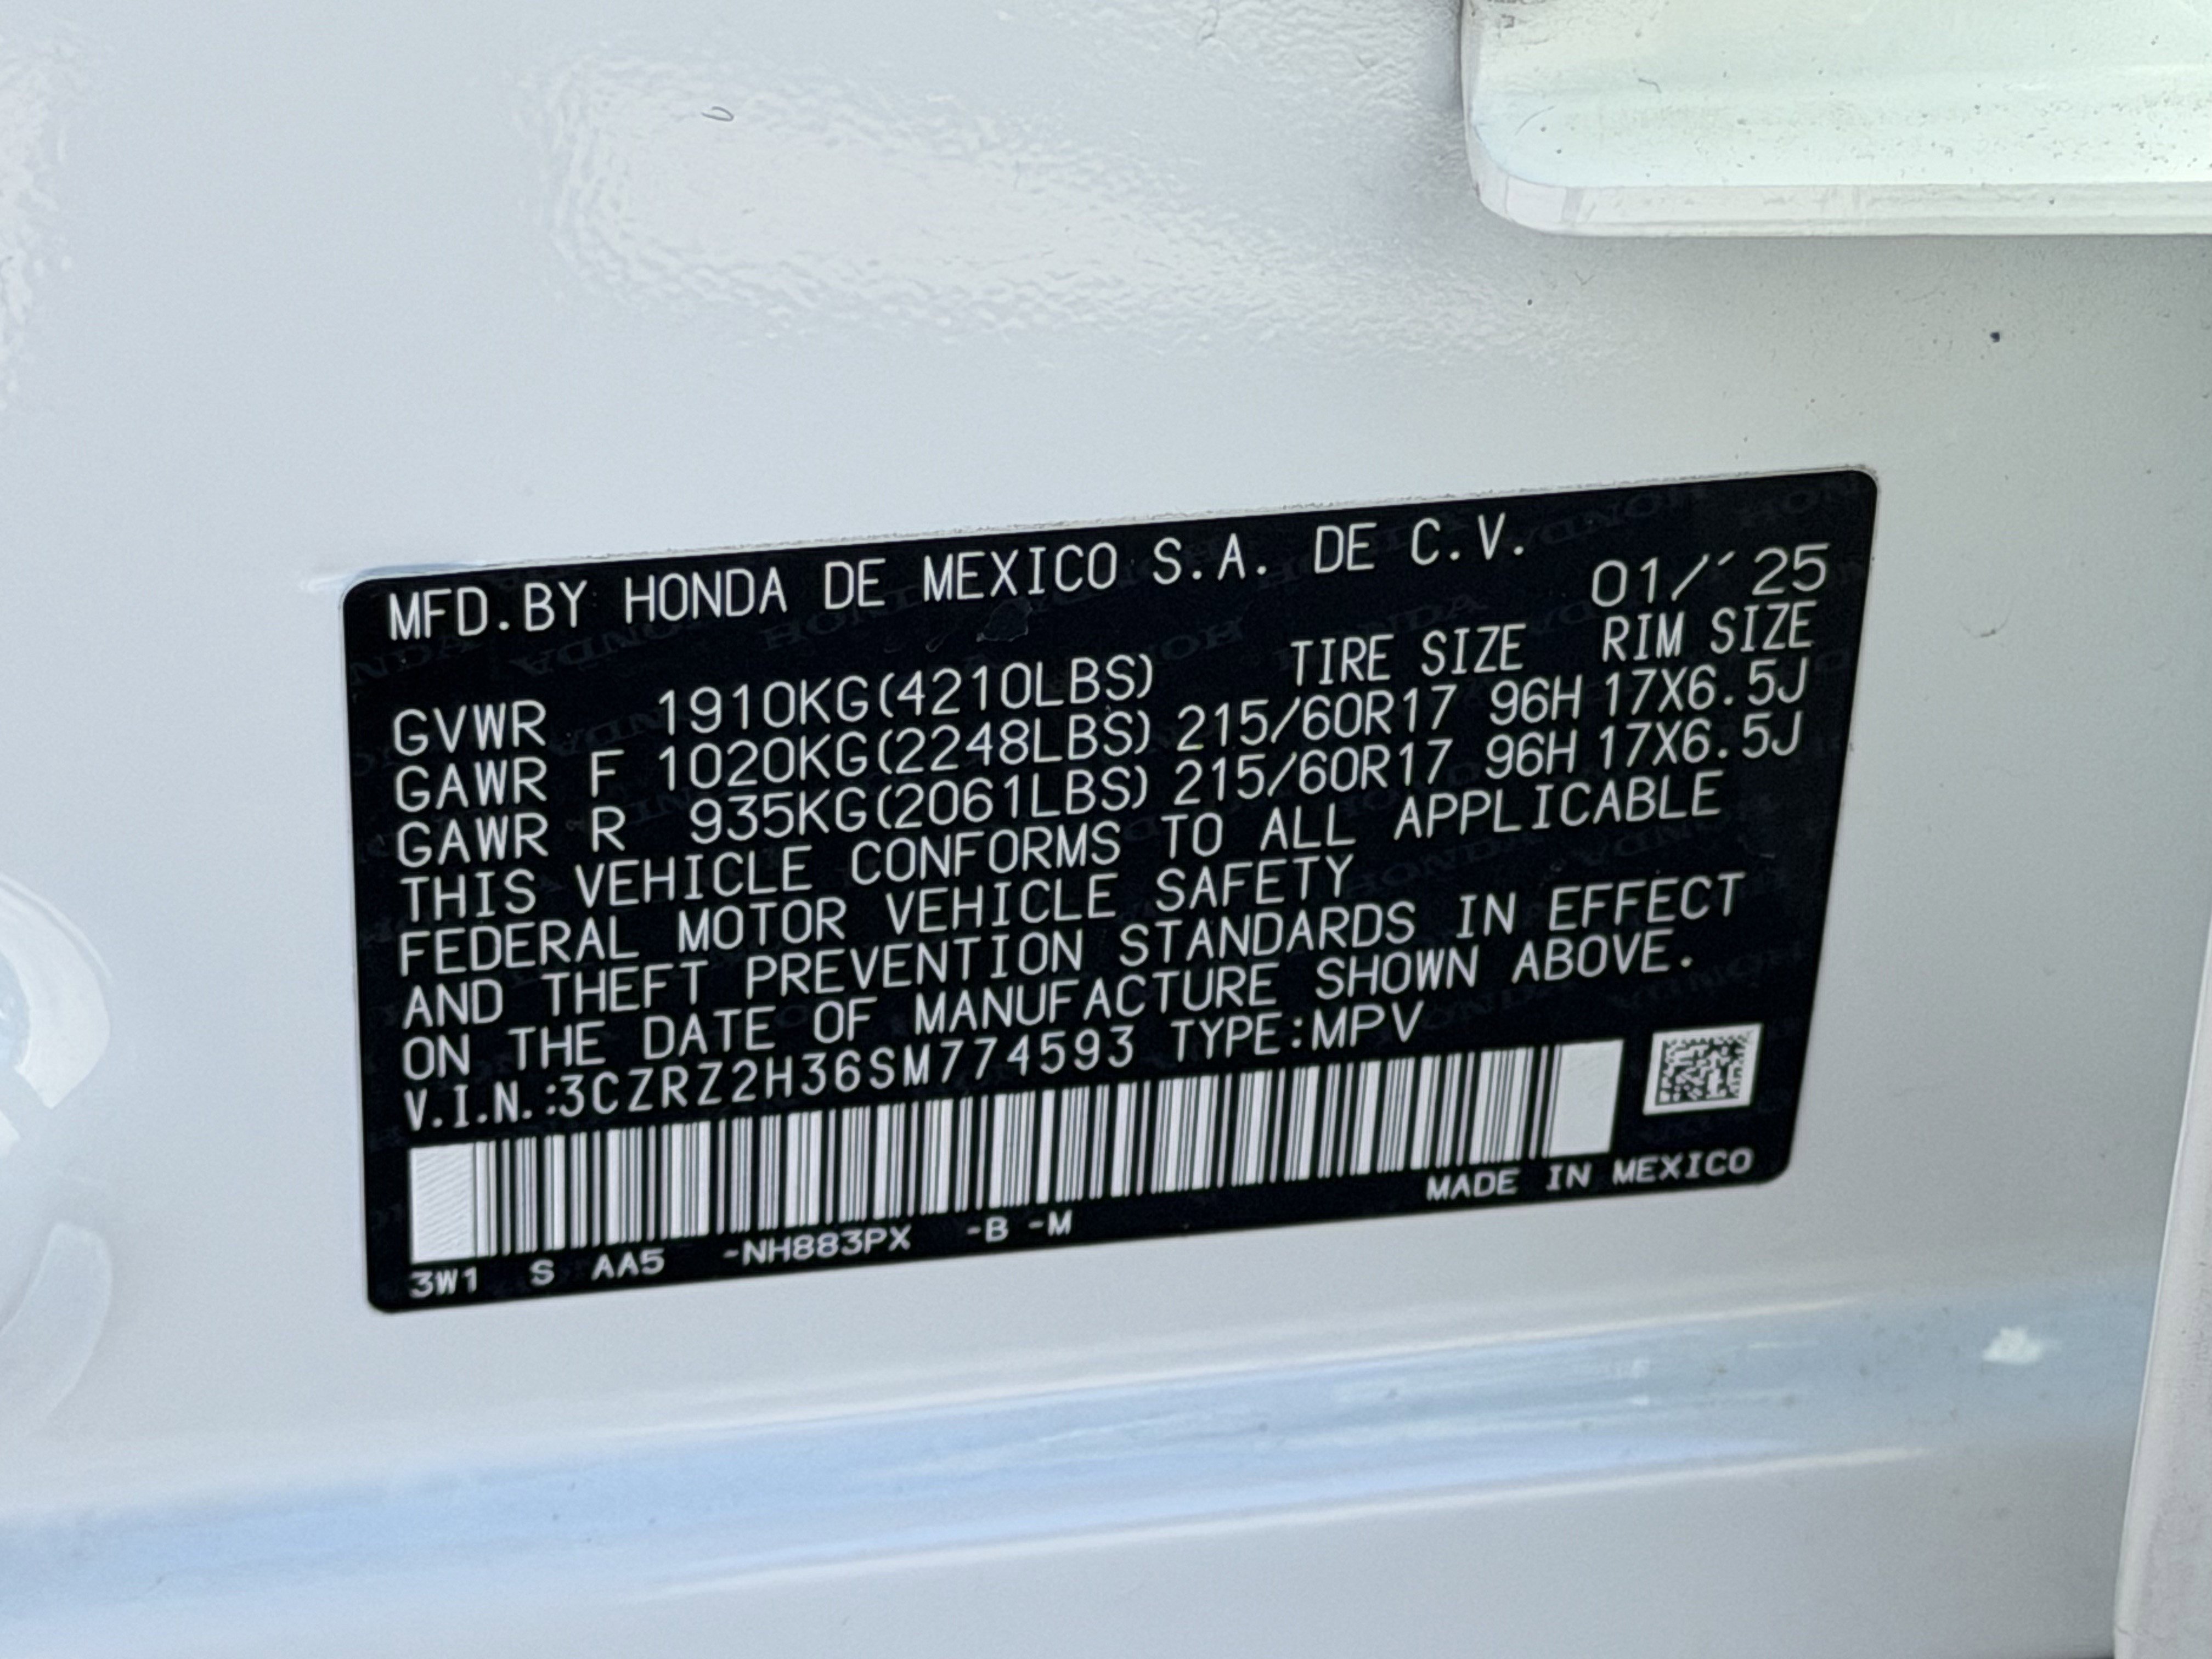 MFD.BY HONDA DE MEXICO S.A. DE C.V.
01/´25
TIRE SIZE RIM SIZE
GVWR 1910KG(4210LBS)
GAWR F 1020KG(2248LBS) 215/60R17 96H 17X6.5J
GAWR R 935KG(2061LBS) 215/60R17 96H 17X6.5J
THIS VEHICLE CONFORMS TO ALL APPLICABLE
FEDERAL MOTOR VEHICLE SAFETY
AND THEFT PREVENTION STANDARDS IN EFFECT
ON THE DATE OF MANUFACTURE SHOWN ABOVE.
V.I.N.:3CZRZ2H36SM774593 TYPE:MPV
MADE IN MEXICO
3W1 S AA5 -NH883PX -B -M